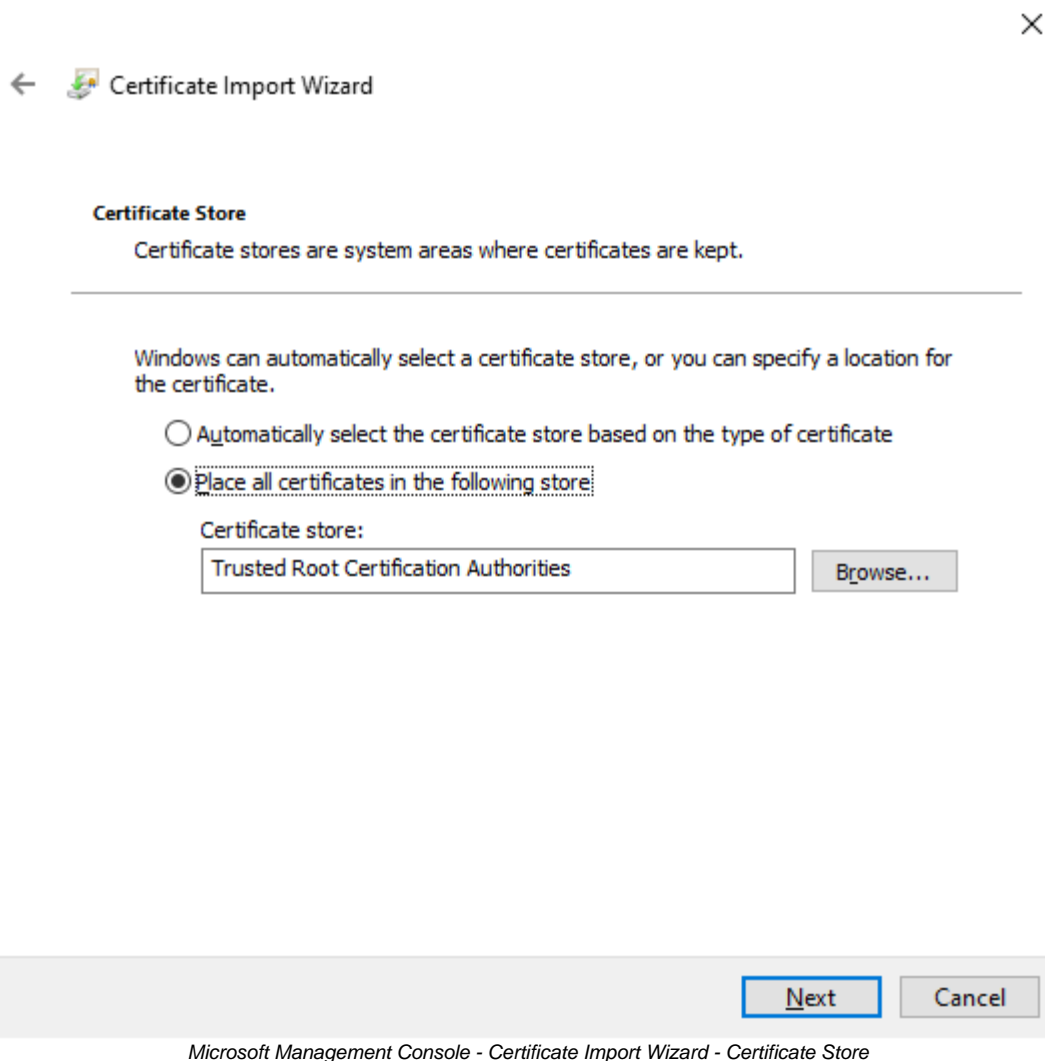 Certificate Import Wizard
Certificate Store
Certificate stores are system areas where certificates are kept.
Windows can automatically select a certificate store, or you can specify a location for
the certificate.
Automatically select the certificate store based on the type of certificate
Place all certificates in the following store
Certificate store:
Trusted Root Certification Authorities
Browse...
Next
Cancel
Microsoft Management Console - Certificate Import Wizard - Certificate Store